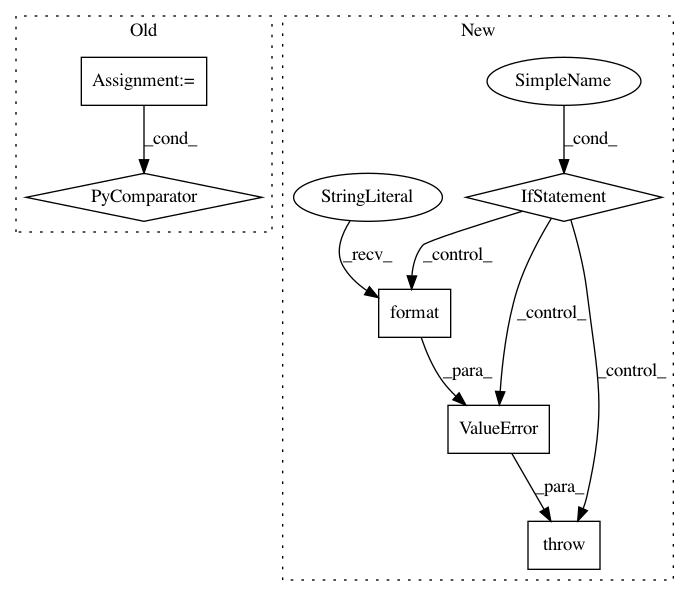 Old
New
Assignment:=
SimpleName
_cond_
_cond_
PyComparator
StringLiteral
IfStatement
_recv_
_control_
_control_
_control_
format
_para_
ValueError
_para_
throw